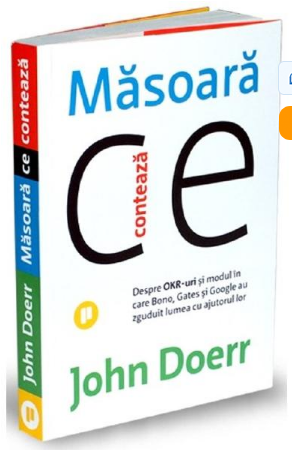 Măsoară
ce
contează
Despre OKR-uri și modul în
care Bono, Gates și Google au
zguduit lumea cu ajutorul lor
John Doerr
John Doerr Măsoară ce contează